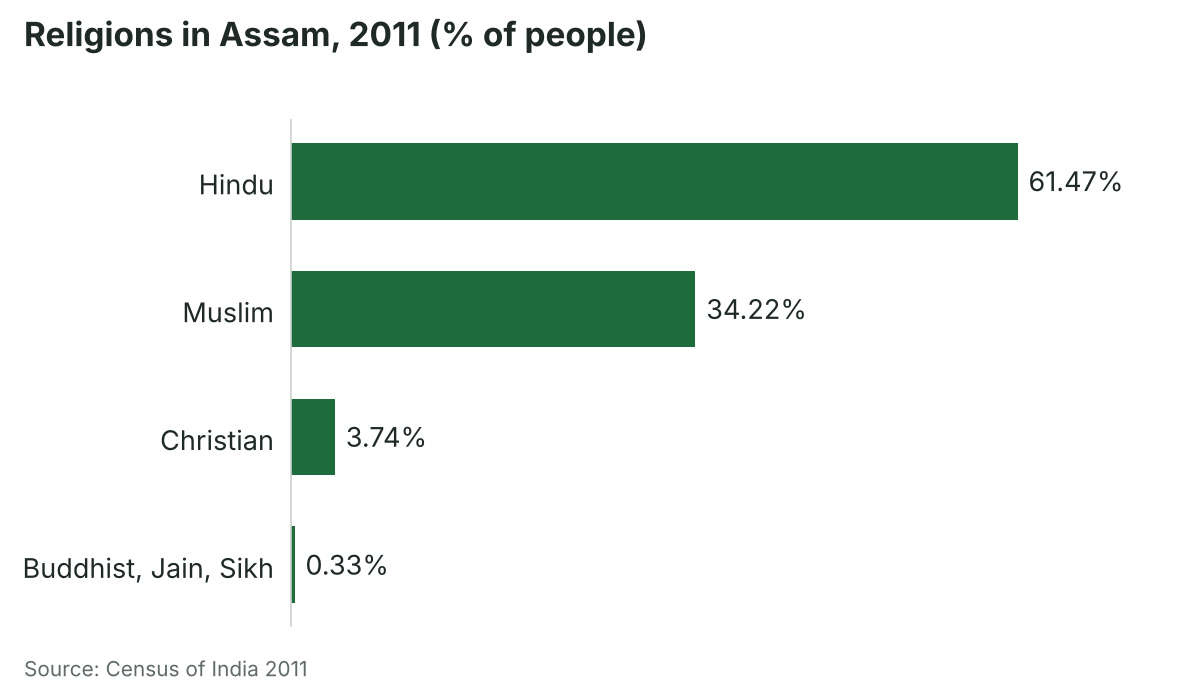 Religions in Assam, 2011 (% of people)
Hindu 61.47%
Muslim 34.22%
Christian 3.74%
Buddhist, Jain, Sikh 0.33%
Source: Census of India 2011